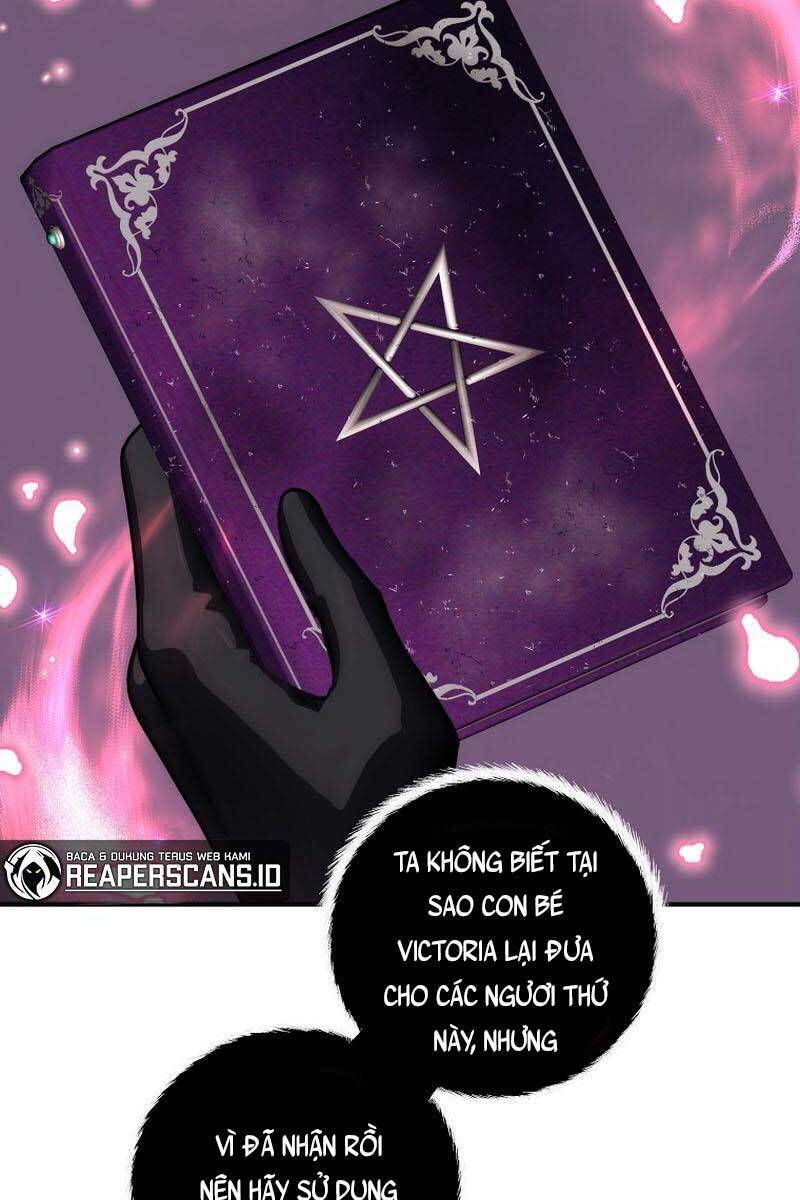 BACA & DUKUNG TERUS WEB KAMI
REAPERSCANS.ID
TA KHÔNG BIẾT TẠI
SAO CON BÉ
VICTORIA LẠI ĐƯA
CHO CÁC NGƯƠI THỨ
NÀY, NHƯNG
VÌ ĐÃ NHẬN RỒI
NÊN HÃY SỬ DỤNG